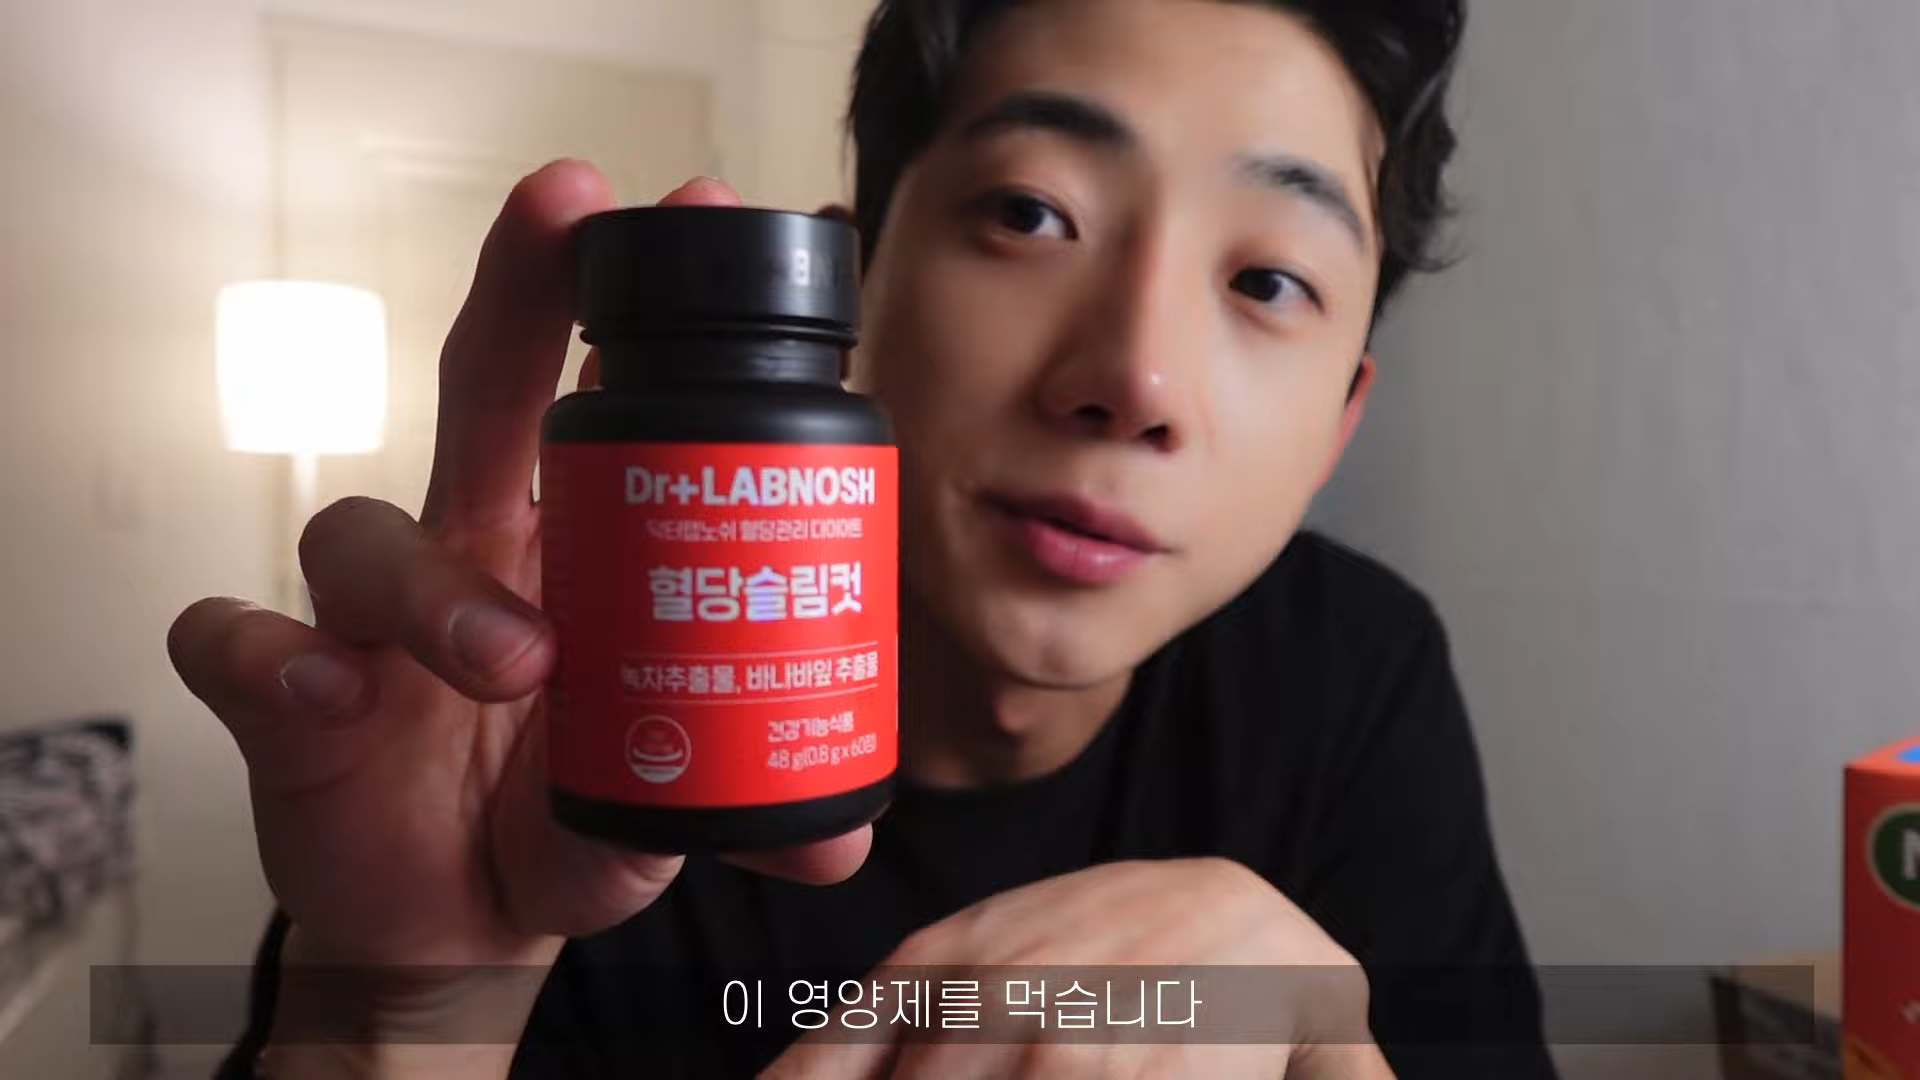 Dr+LABNOSH
닥터랩노쉬 혈당관리 다이어트
혈당슬림컷
녹차추출물, 바나바잎 추출물
건강기능식품
48 g(0.8 g x 60정)
이 영양제를 먹습니다